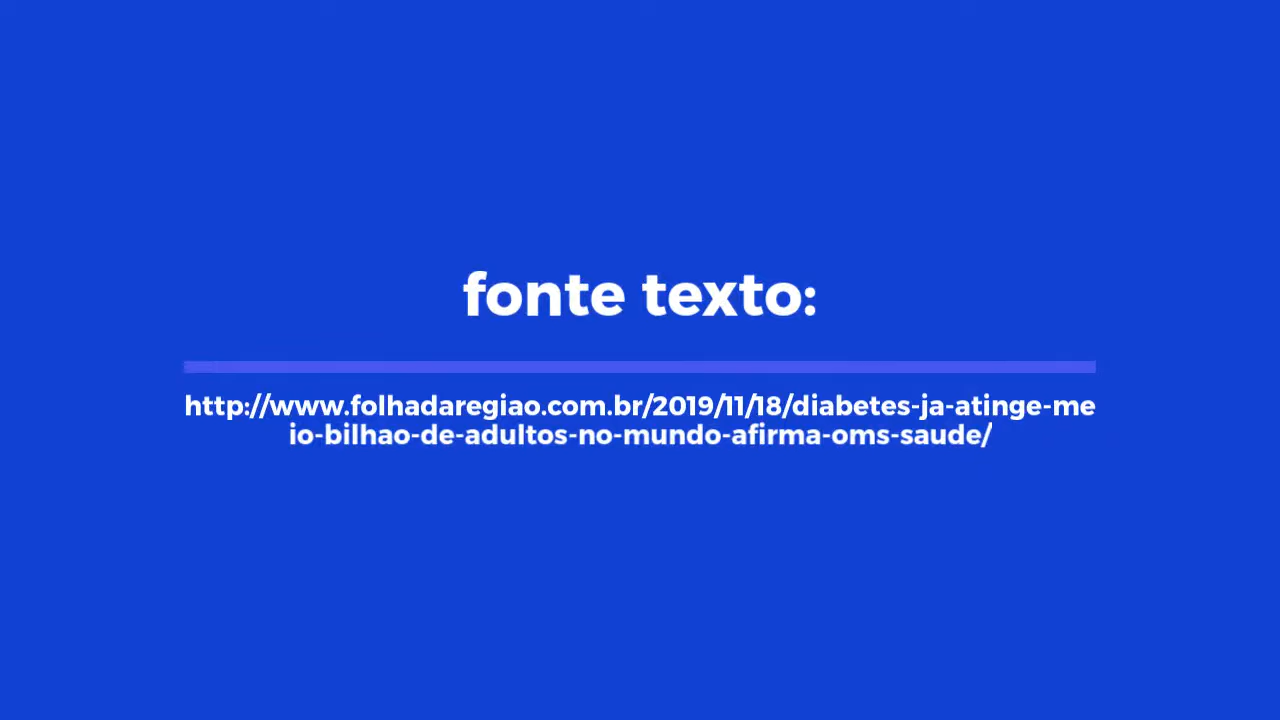 fonte texto:
http://www.folhadaregiao.com.br/2019/11/18/diabetes-ja-atinge-me
io-bilhao-de-adultos-no-mundo-afirma-oms-saude/